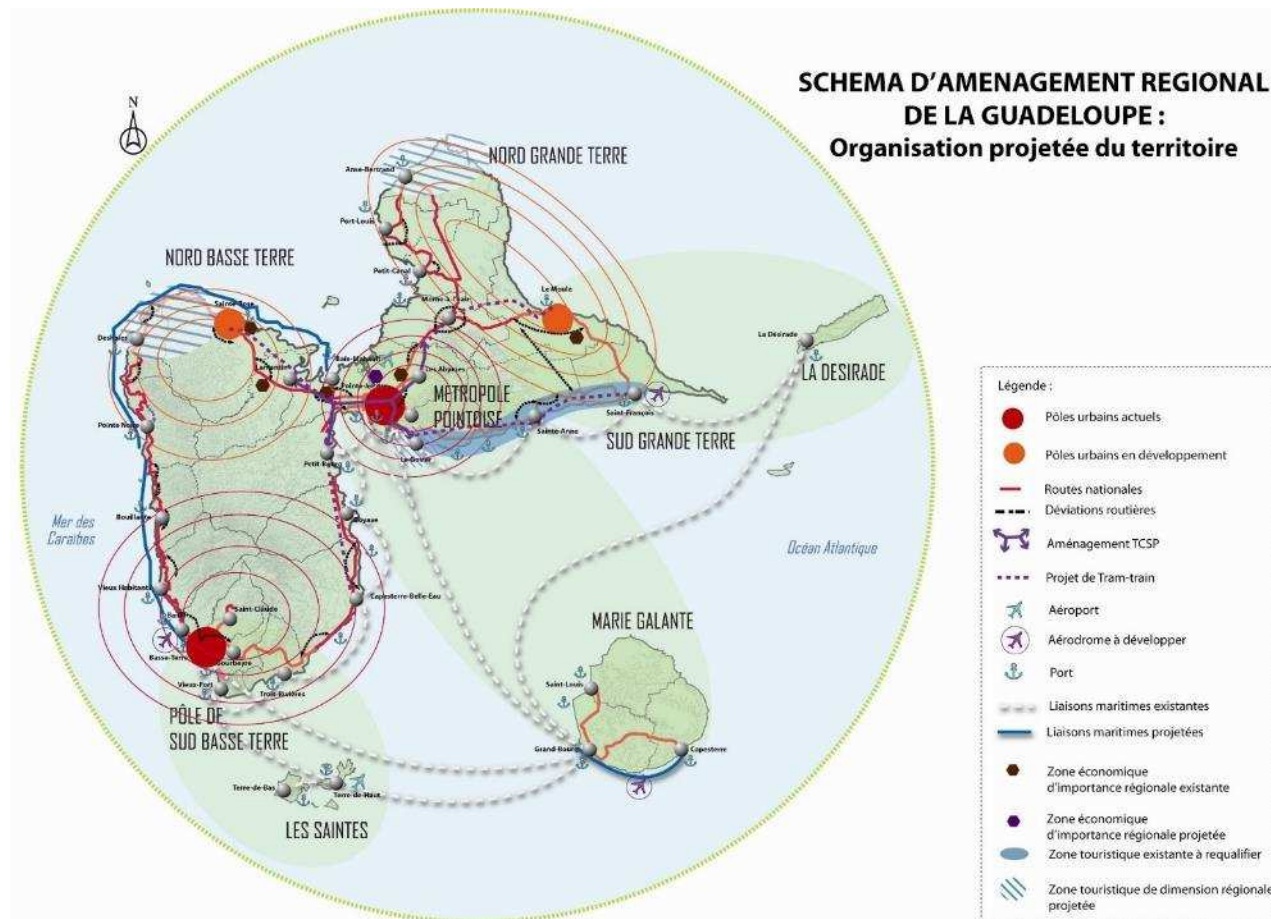 SCHEMA D'AMENAGEMENT REGIONAL
DE LA GUADELOUPE :
Organisation projetée du territoire
N
NORD GRANDE TERRE
Anse-Bertrand
Port-Louis
NORD BASSE TERRE
Petit-Canal
Sainte-Rose
Le Moule
Morne-à-l'eau
Deshaies
La Désirade
Lamentin
Baie-Mahault
Les Abymes
LA DESIRADE
METROPOLE
POINTOISE
Saint-François
Pointe Noire
Sainte-Anne
SUD GRANDE TERRE
Le Gosier
Petit-Bourg
Mer des
Caraïbes
Bouillante
Goyave
Océan Atlantique
Vieux Habitants
Capesterre-Belle-Eau
Saint-Claude
MARIE GALANTE
Basse-Terre
Gourbeyre
Vieux-Fort
Trois-Rivières
Saint-Louis
PÔLE DE
SUD BASSE TERRE
Grand-Bourg
Capesterre
Terre-de-Bas
Terre-de-Haut
LES SAINTES
Légende :
Pôles urbains actuels
Pôles urbains en développement
Routes nationales
Déviations routières
Aménagement TCSP
Projet de Tram-train
Aéroport
Aérodrome à développer
Port
Liaisons maritimes existantes
Liaisons maritimes projetées
Zone économique
d'importance régionale existante
Zone économique
d'importance régionale projetée
Zone touristique existante à requalifier
Zone touristique de dimension régionale
projetée